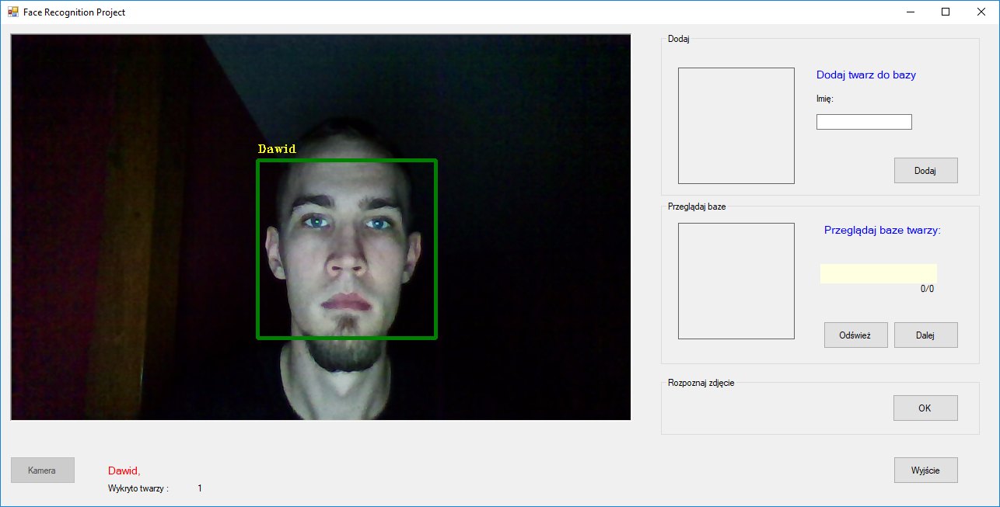 Face Recognition Project
Dawid
Dodaj
Dodaj twarz do bazy
Imię:
Dodaj
Przeglądaj baze
Przeglądaj baze twarzy:
0/0
Odśwież
Dalej
Rozpoznaj zdjęcie
OK
Kamera
Dawid,
Wykryto twarzy : 1
Wyjście